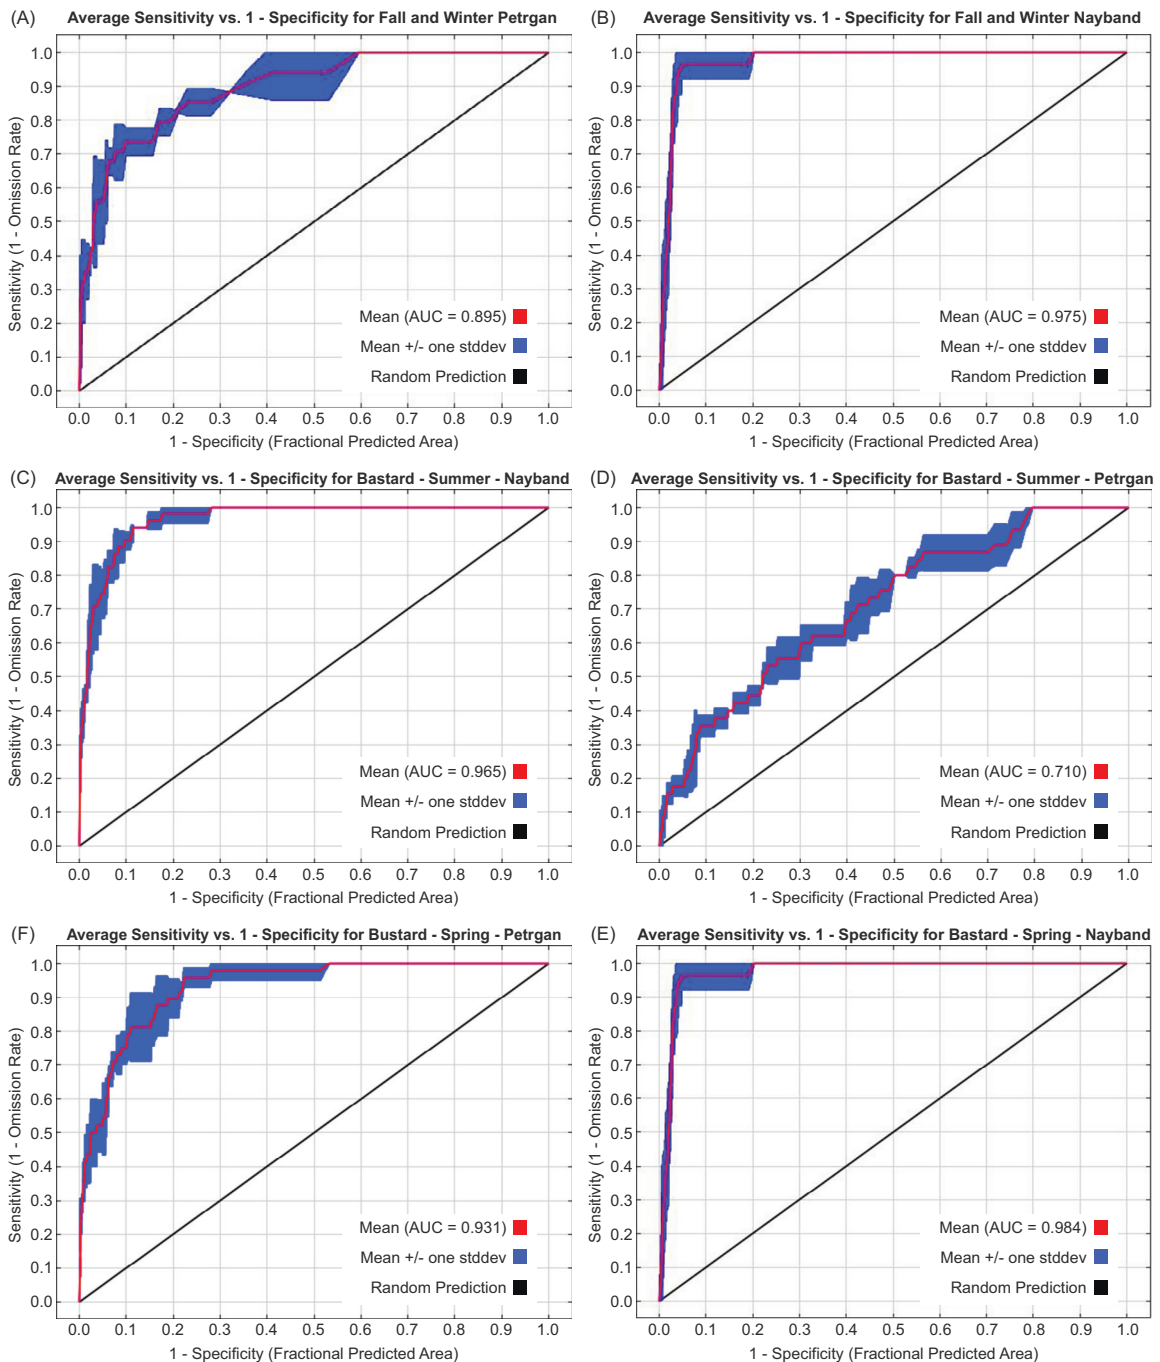 (A) Average Sensitivity vs. 1 - Specificity for Fall and Winter Petrgan
Sensitivity (1 - Omission Rate)
1.0
0.9
0.8
0.7
0.6
0.5
0.4
0.3
0.2
0.1
0.0
Mean (AUC = 0.895)
Mean +/- one stddev
Random Prediction
0.0 0.1 0.2 0.3 0.4 0.5 0.6 0.7 0.8 0.9 1.0
1 - Specificity (Fractional Predicted Area)
(B) Average Sensitivity vs. 1 - Specificity for Fall and Winter Nayband
Sensitivity (1 - Omission Rate)
1.0
0.9
0.8
0.7
0.6
0.5
0.4
0.3
0.2
0.1
0.0
Mean (AUC = 0.975)
Mean +/- one stddev
Random Prediction
0.0 0.1 0.2 0.3 0.4 0.5 0.6 0.7 0.8 0.9 1.0
1 - Specificity (Fractional Predicted Area)
(C) Average Sensitivity vs. 1 - Specificity for Bastard - Summer - Nayband
Sensitivity (1 - Omission Rate)
1.0
0.9
0.8
0.7
0.6
0.5
0.4
0.3
0.2
0.1
0.0
Mean (AUC = 0.965)
Mean +/- one stddev
Random Prediction
0.0 0.1 0.2 0.3 0.4 0.5 0.6 0.7 0.8 0.9 1.0
1 - Specificity (Fractional Predicted Area)
(D) Average Sensitivity vs. 1 - Specificity for Bastard - Summer - Petrgan
Sensitivity (1 - Omission Rate)
1.0
0.9
0.8
0.7
0.6
0.5
0.4
0.3
0.2
0.1
0.0
Mean (AUC = 0.710)
Mean +/- one stddev
Random Prediction
0.0 0.1 0.2 0.3 0.4 0.5 0.6 0.7 0.8 0.9 1.0
1 - Specificity (Fractional Predicted Area)
(F) Average Sensitivity vs. 1 - Specificity for Bustard - Spring - Petrgan
Sensitivity (1 - Omission Rate)
1.0
0.9
0.8
0.7
0.6
0.5
0.4
0.3
0.2
0.1
0.0
Mean (AUC = 0.931)
Mean +/- one stddev
Random Prediction
0.0 0.1 0.2 0.3 0.4 0.5 0.6 0.7 0.8 0.9 1.0
1 - Specificity (Fractional Predicted Area)
(E) Average Sensitivity vs. 1 - Specificity for Bastard - Spring - Nayband
Sensitivity (1 - Omission Rate)
1.0
0.9
0.8
0.7
0.6
0.5
0.4
0.3
0.2
0.1
0.0
Mean (AUC = 0.984)
Mean +/- one stddev
Random Prediction
0.0 0.1 0.2 0.3 0.4 0.5 0.6 0.7 0.8 0.9 1.0
1 - Specificity (Fractional Predicted Area)